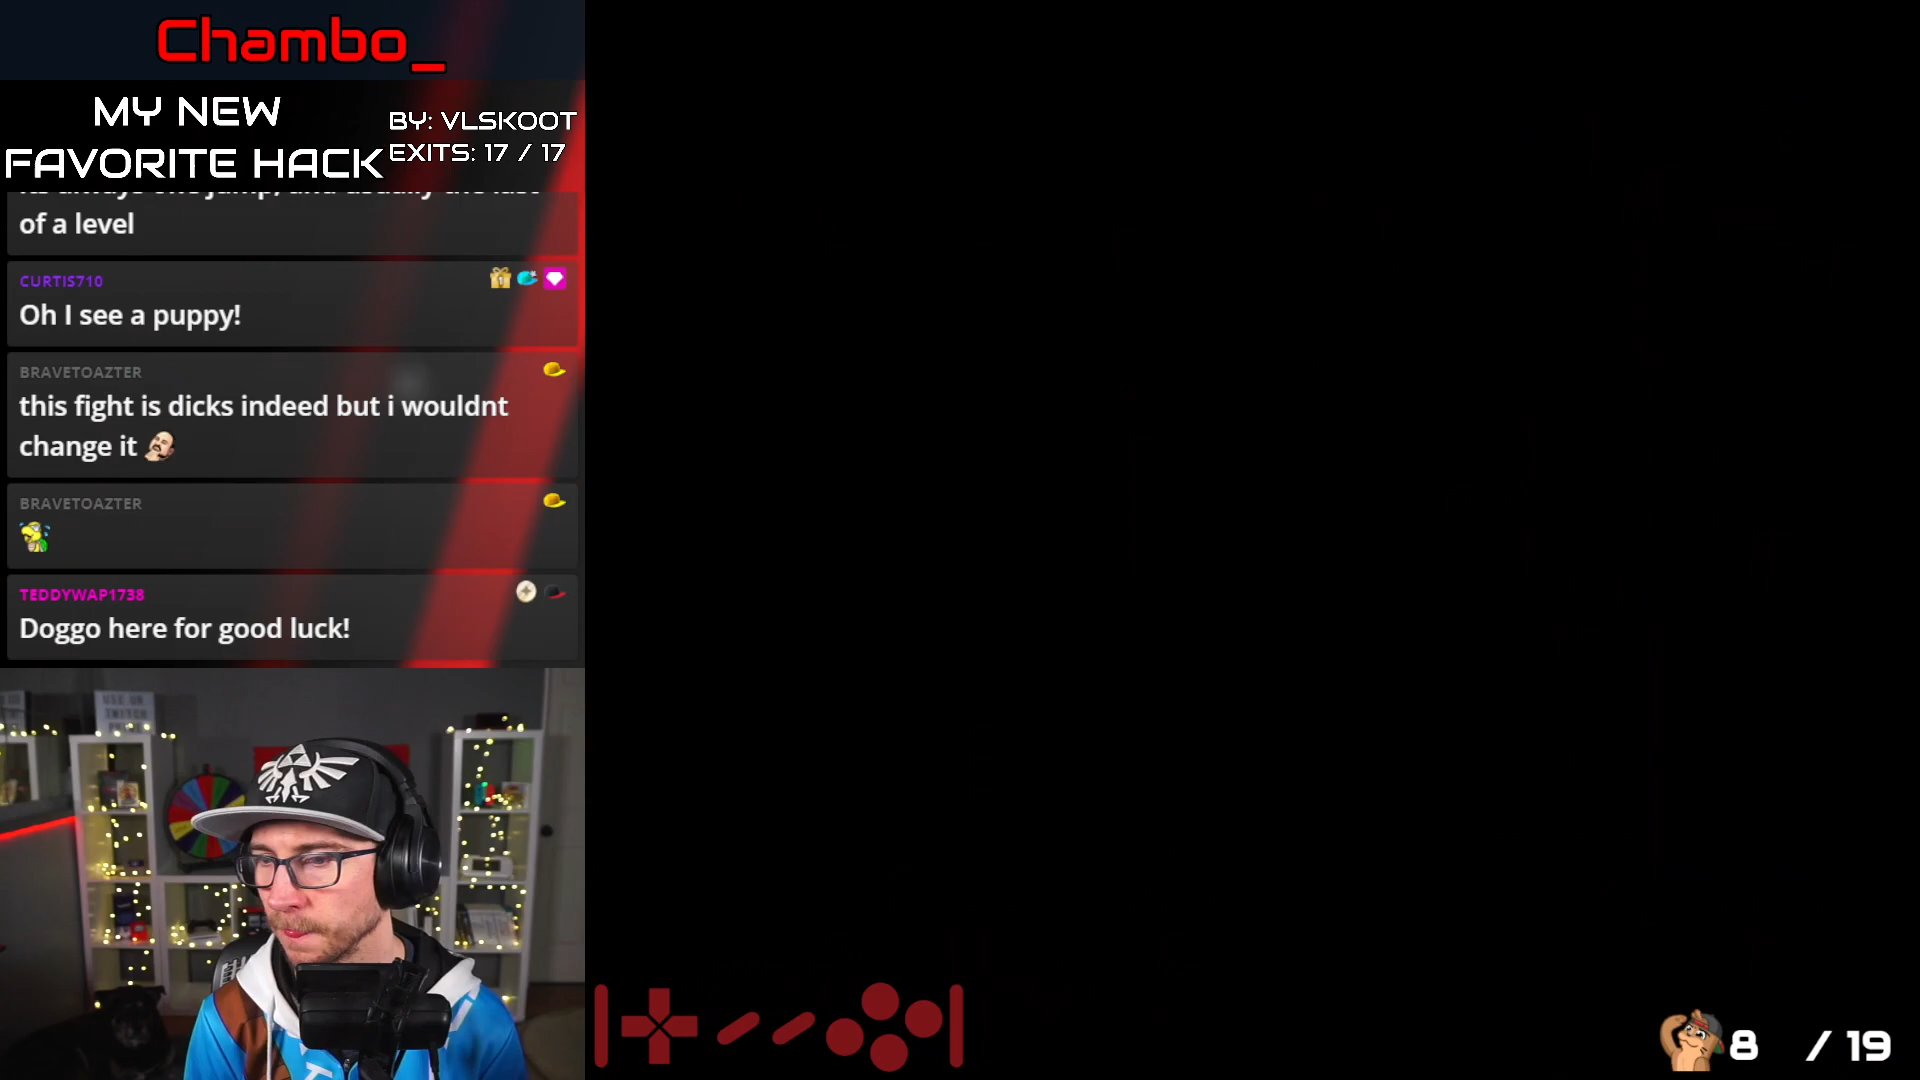 Chambo_
MY NEW
FAVORITE HACK
BY: VLSKOOT
EXITS: 17 / 17
of a level
CURTIS710
Oh I see a puppy!
BRAVETOAZTER
this fight is dicks indeed but i wouldnt
change it
BRAVETOAZTER
TEDDYWAP1738
Doggo here for good luck!
8 / 19